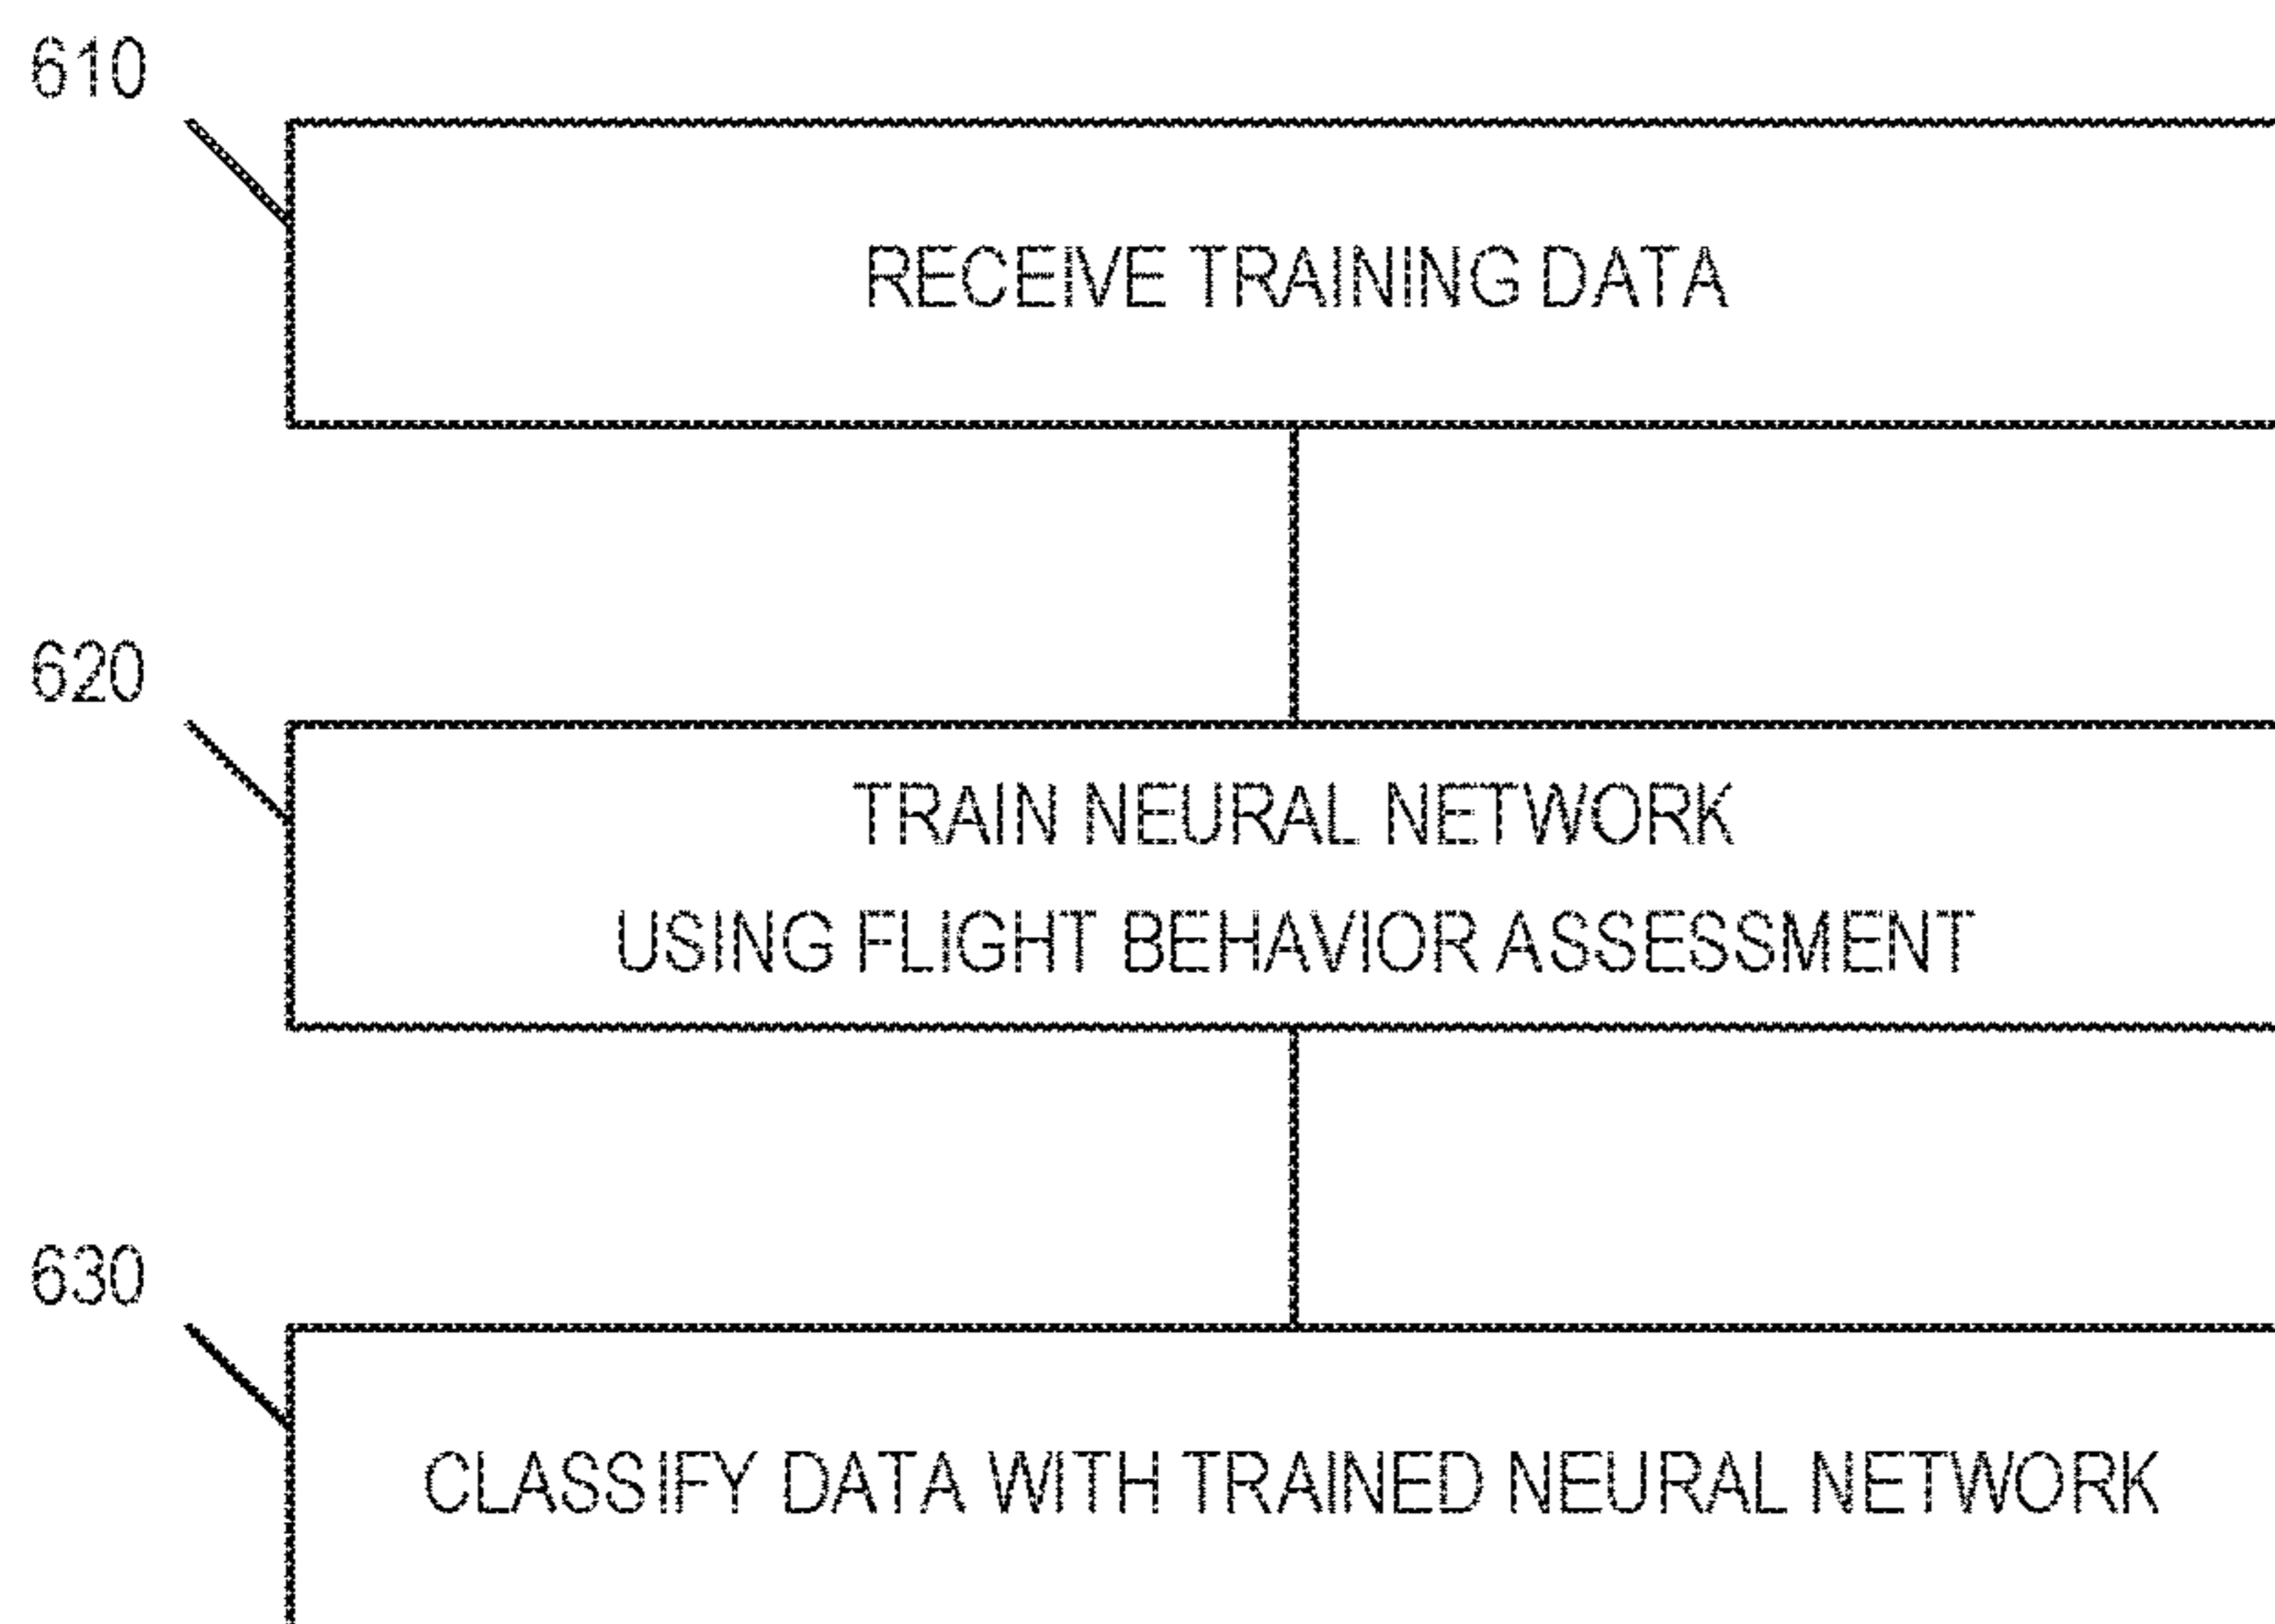 610
RECEIVE TRAINING DATA
620
TRAIN NEURAL NETWORK
USING FLIGHT BEHAVIOR ASSESSMENT
630
CLASSIFY DATA WITH TRAINED NEURAL NETWORK